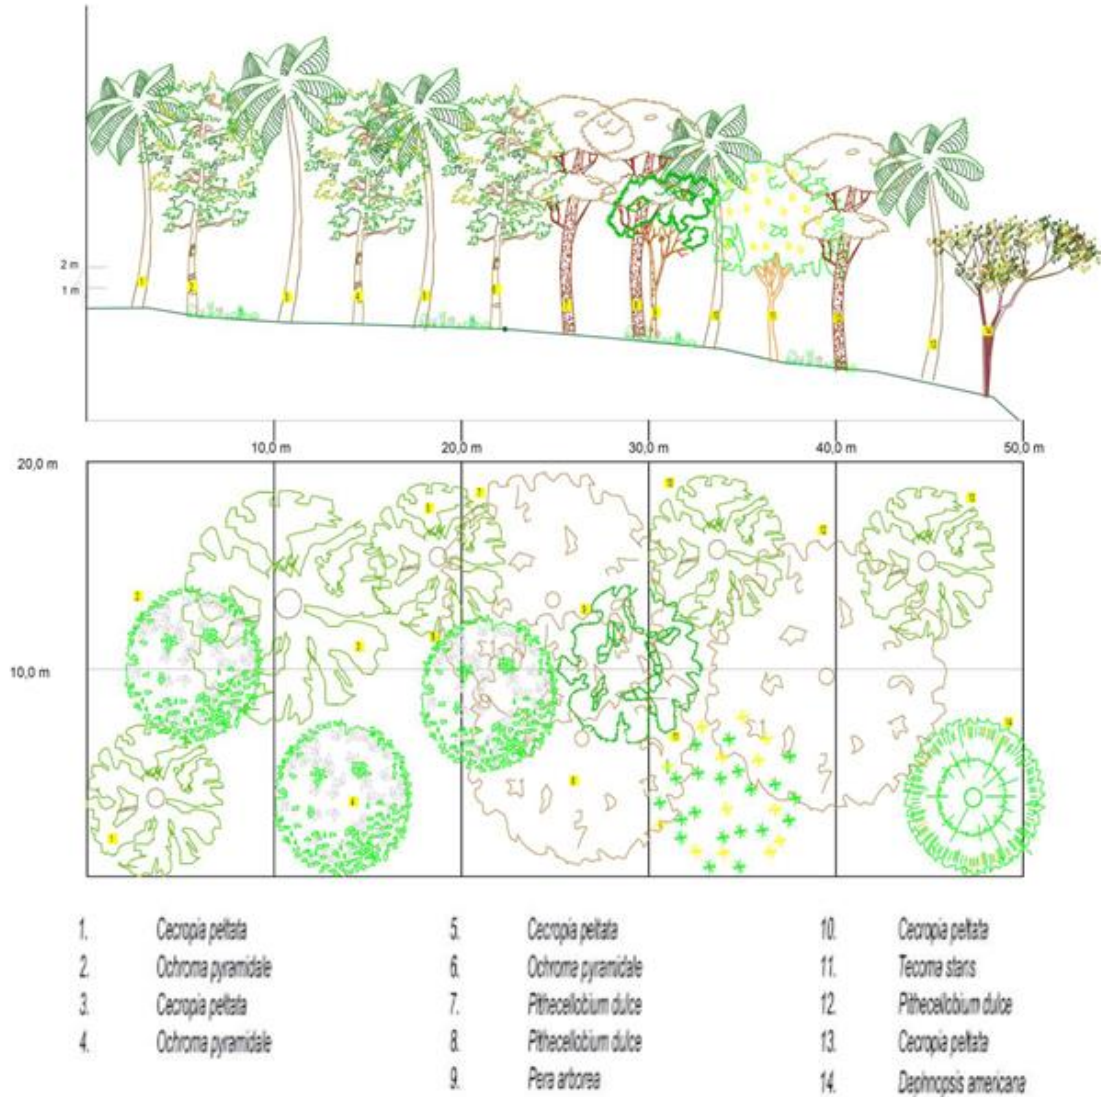 2 m
1 m
10,0 m 20,0 m 30,0 m 40,0 m 50,0 m
20,0 m
10,0 m
1. Cecropia peltata
2. Ochroma pyramidale
3. Cecropia peltata
4. Ochroma pyramidale
5. Cecropia peltata
6. Ochroma pyramidale
7. Pithecellobium dulce
8. Pithecellobium dulce
9. Pera arborea
10. Cecropia peltata
11. Tecoma stans
12. Pithecellobium dulce
13. Cecropia peltata
14. Daphnopsis americana